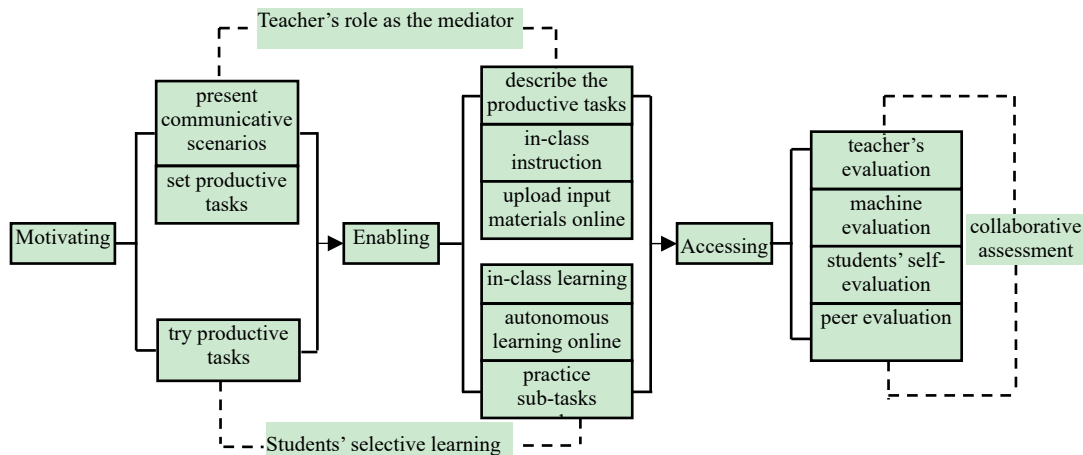 Teacher’s role as the mediator
present
communicative
scenarios
set productive
tasks
describe the
productive tasks
in-class
instruction
upload input
materials online
teacher’s
evaluation
machine
evaluation
students’ self-
evaluation
peer evaluation
collaborative
assessment
Motivating
Enabling
Accessing
in-class learning
autonomous
learning online
practice
sub-tasks
try productive
tasks
Students’ selective learning